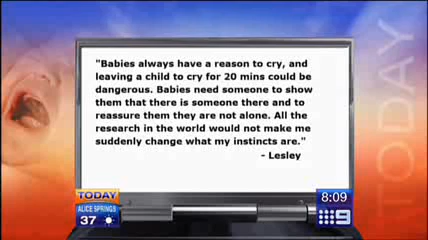 "Babies always have a reason to cry, and
leaving a child to cry for 20 mins could be
dangerous. Babies need someone to show
them that there is someone there and to
reassure them they are not alone. All the
research in the world would not make me
suddenly change what my instincts are."
- Lesley
TODAY
TODAY
ALICE SPRINGS
37
8:09
9